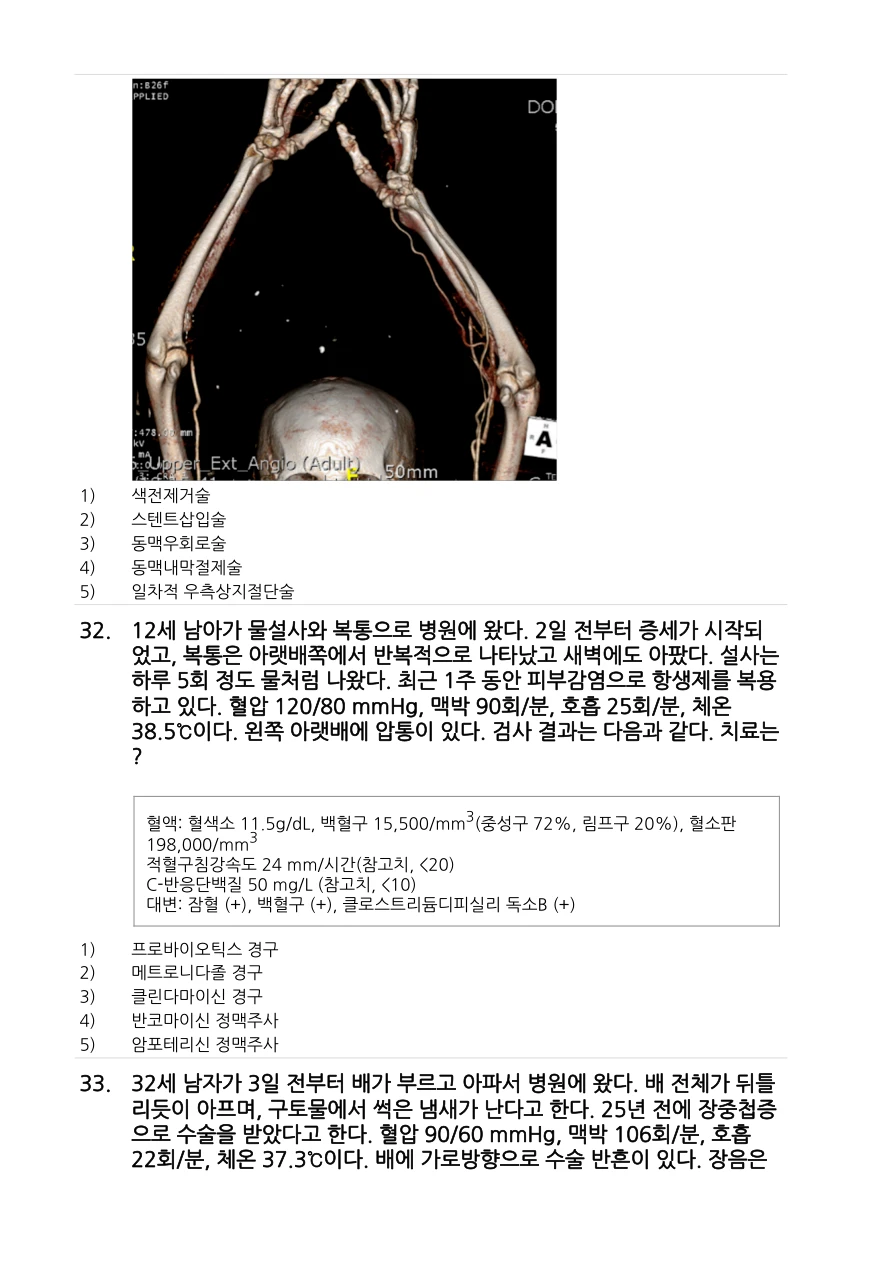 n:B26f
PPLIED
DO
35
:478.
mm
kV
mA
Upper_Ext_Angio (Adult)
50mm
A
1) 색전제거술
2) 스텐트삽입술
3) 동맥우회로술
4) 동맥내막절제술
5) 일차적 우측상지절단술
32. 12세 남아가 물설사와 복통으로 병원에 왔다. 2일 전부터 증세가 시작되
었고, 복통은 아랫배쪽에서 반복적으로 나타났고 새벽에도 아팠다. 설사는
하루 5회 정도 물처럼 나왔다. 최근 1주 동안 피부감염으로 항생제를 복용
하고 있다. 혈압 120/80 mmHg, 맥박 90회/분, 호흡 25회/분, 체온
38.5℃이다. 왼쪽 아랫배에 압통이 있다. 검사 결과는 다음과 같다. 치료는
?
혈액: 혈색소 11.5g/dL, 백혈구 15,500/mm³(중성구 72%, 림프구 20%), 혈소판
198,000/mm³
적혈구침강속도 24 mm/시간(참고치, <20)
C-반응단백질 50 mg/L (참고치, <10)
대변: 잠혈 (+), 백혈구 (+), 클로스트리듐디피실리 독소B (+)
1) 프로바이오틱스 경구
2) 메트로니다졸 경구
3) 클린다마이신 경구
4) 반코마이신 정맥주사
5) 암포테리신 정맥주사
33. 32세 남자가 3일 전부터 배가 부르고 아파서 병원에 왔다. 배 전체가 뒤틀
리듯이 아프며, 구토물에서 썩은 냄새가 난다고 한다. 25년 전에 장중첩증
으로 수술을 받았다고 한다. 혈압 90/60 mmHg, 맥박 106회/분, 호흡
22회/분, 체온 37.3℃이다. 배에 가로방향으로 수술 반흔이 있다. 장음은